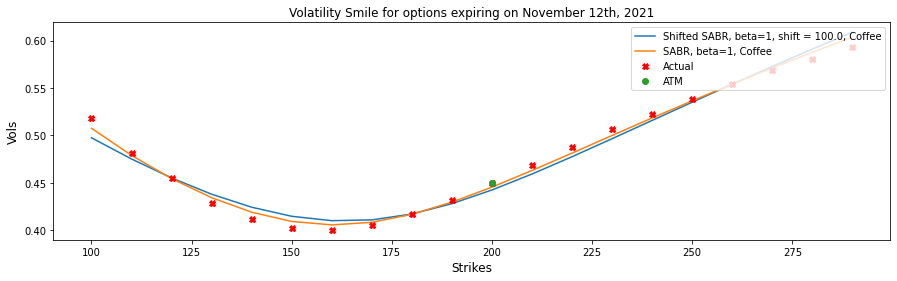 Volatility Smile for options expiring on November 12th, 2021
Shifted SABR, beta=1, shift = 100.0, Coffee
SABR, beta=1, Coffee
Actual
ATM
Vols
0.60
0.55
0.50
0.45
0.40
100
125
150
175
200
225
250
275
Strikes